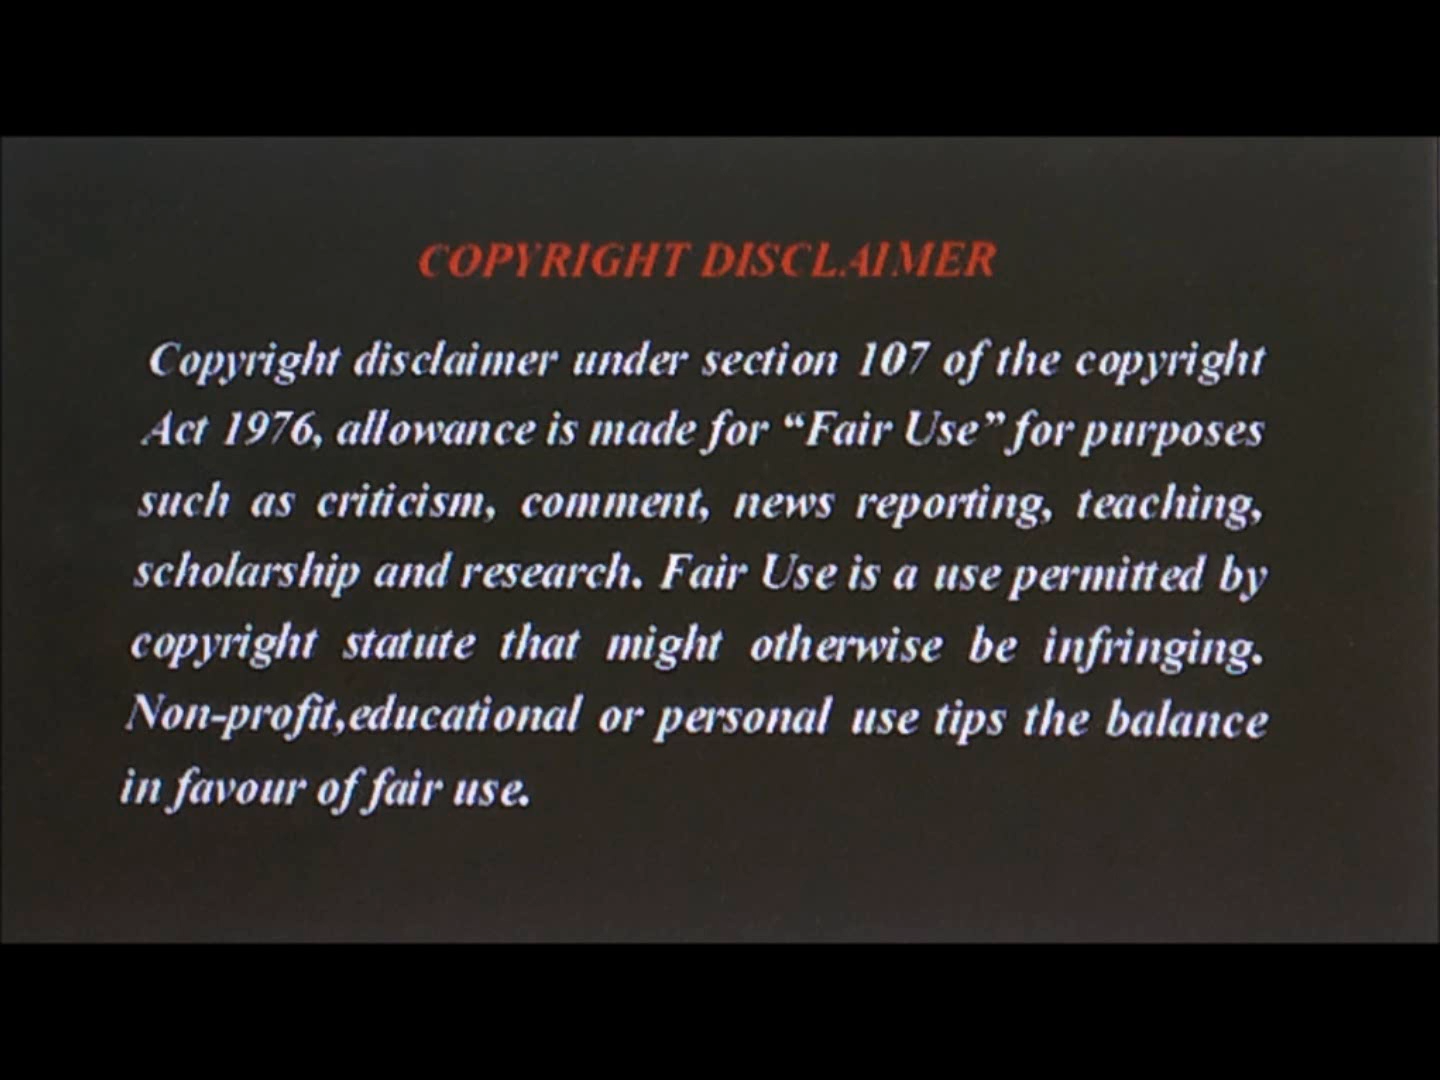 COPYRIGHT DISCLAIMER
Copyright disclaimer under section 107 of the copyright
Act 1976, allowance is made for “Fair Use” for purposes
such as criticism, comment, news reporting, teaching,
scholarship and research. Fair Use is a use permitted by
copyright statute that might otherwise be infringing.
Non-profit,educational or personal use tips the balance
in favour of fair use.